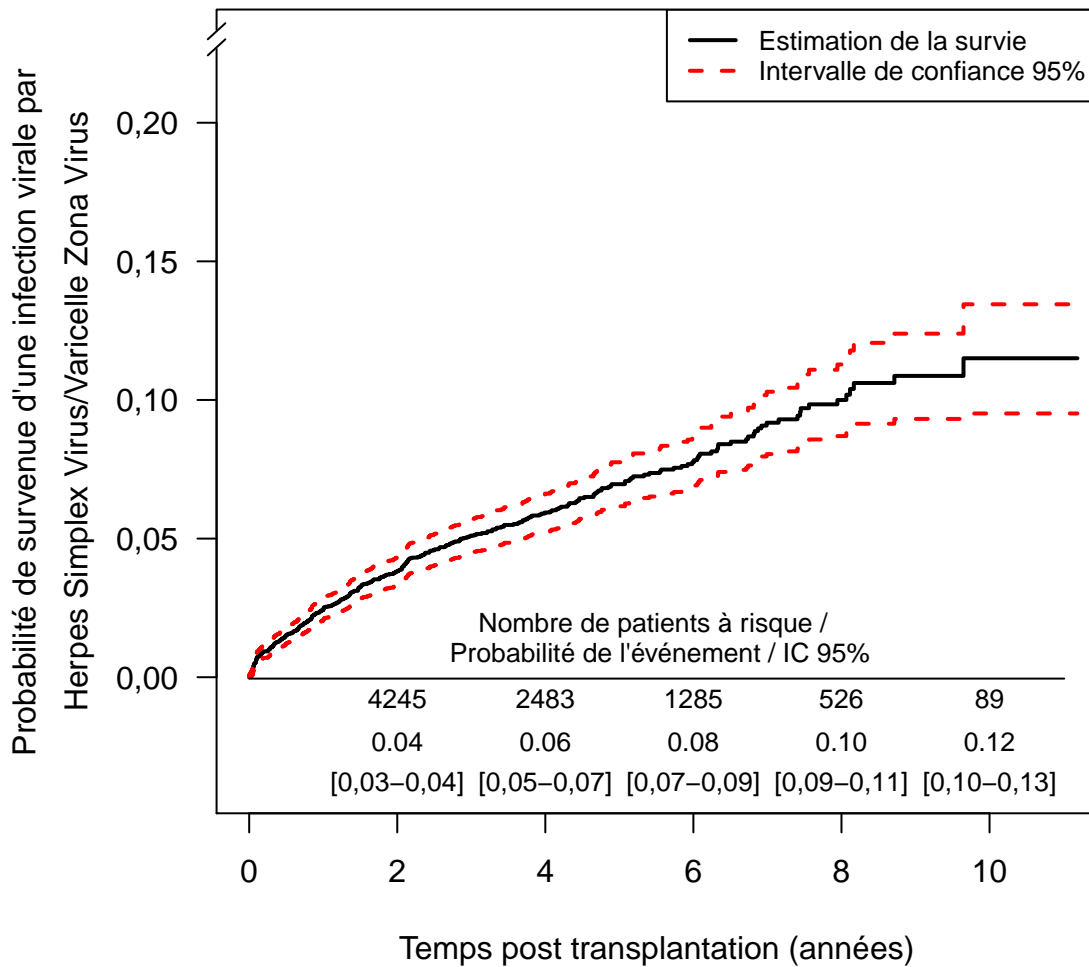 Estimation de la survie
Intervalle de confiance 95%
Probabilité de survenue d'une infection virale par
Herpes Simplex Virus/Varicelle Zona Virus
0,20
0,15
0,10
0,05
0,00
Nombre de patients à risque /
Probabilité de l'événement / IC 95%
4245 2483 1285 526 89
0.04 0.06 0.08 0.10 0.12
[0,03–0,04] [0,05–0,07] [0,07–0,09] [0,09–0,11] [0,10–0,13]
0 2 4 6 8 10
Temps post transplantation (années)